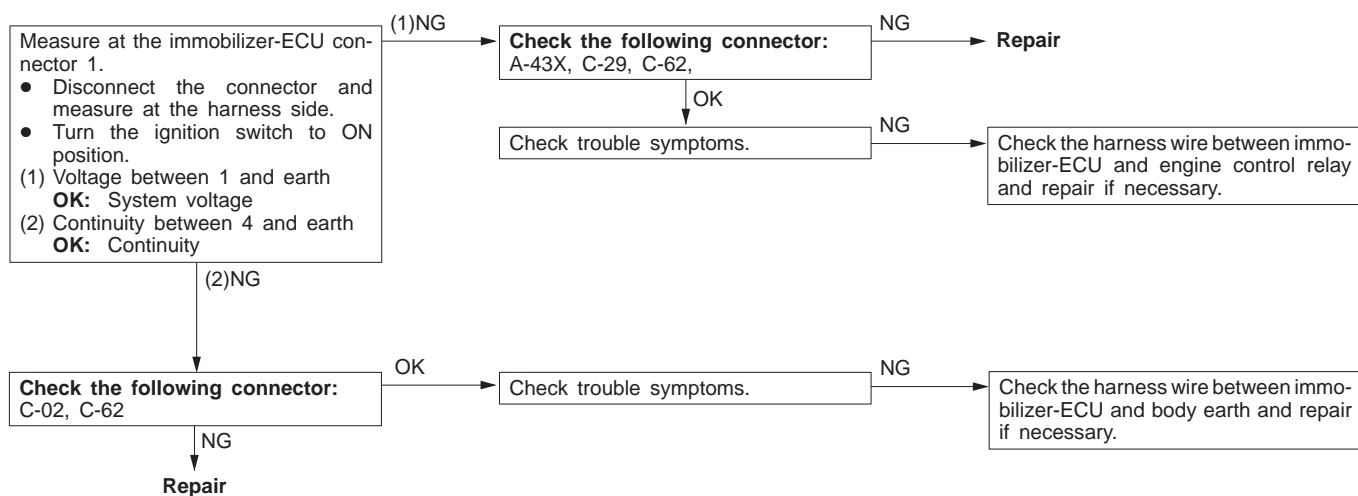 Measure at the immobilizer-ECU con-
nector 1.
● Disconnect the connector and
measure at the harness side.
● Turn the ignition switch to ON
position.
(1) Voltage between 1 and earth
OK: System voltage
(2) Continuity between 4 and earth
OK: Continuity
(1)NG
Check the following connector:
A-43X, C-29, C-62,
NG
Repair
OK
Check trouble symptoms.
NG
Check the harness wire between immo-
bilizer-ECU and engine control relay
and repair if necessary.
(2)NG
Check the following connector:
C-02, C-62
OK
Check trouble symptoms.
NG
Check the harness wire between immo-
bilizer-ECU and body earth and repair
if necessary.
NG
Repair